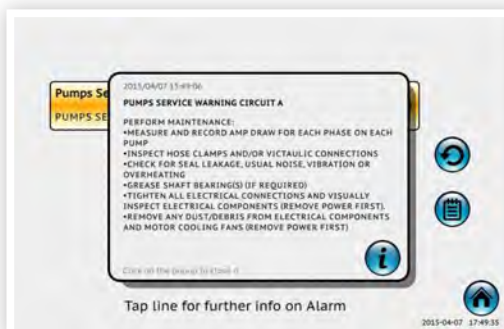 Pumps Se
PUMPS SE
2015/04/07 15:49:06
PUMPS SERVICE WARNING CIRCUIT A
PERFORM MAINTENANCE:
•MEASURE AND RECORD AMP DRAW FOR EACH PHASE ON EACH
PUMP
•INSPECT HOSE CLAMPS AND/OR VICTAULIC CONNECTIONS
•CHECK FOR SEAL LEAKAGE, USUAL NOISE, VIBRATION OR
OVERHEATING
•GREASE SHAFT BEARING(S) (IF REQUIRED)
•TIGHTEN ALL ELECTRICAL CONNECTIONS AND VISUALLY
INSPECT ELECTRICAL COMPONENTS (REMOVE POWER FIRST).
•REMOVE ANY DUST/DEBRIS FROM ELECTRICAL COMPONENTS
AND MOTOR COOLING FANS (REMOVE POWER FIRST)
Click on the popup to close it
i
Tap line for further info on Alarm
2015-04-07 17:49:35